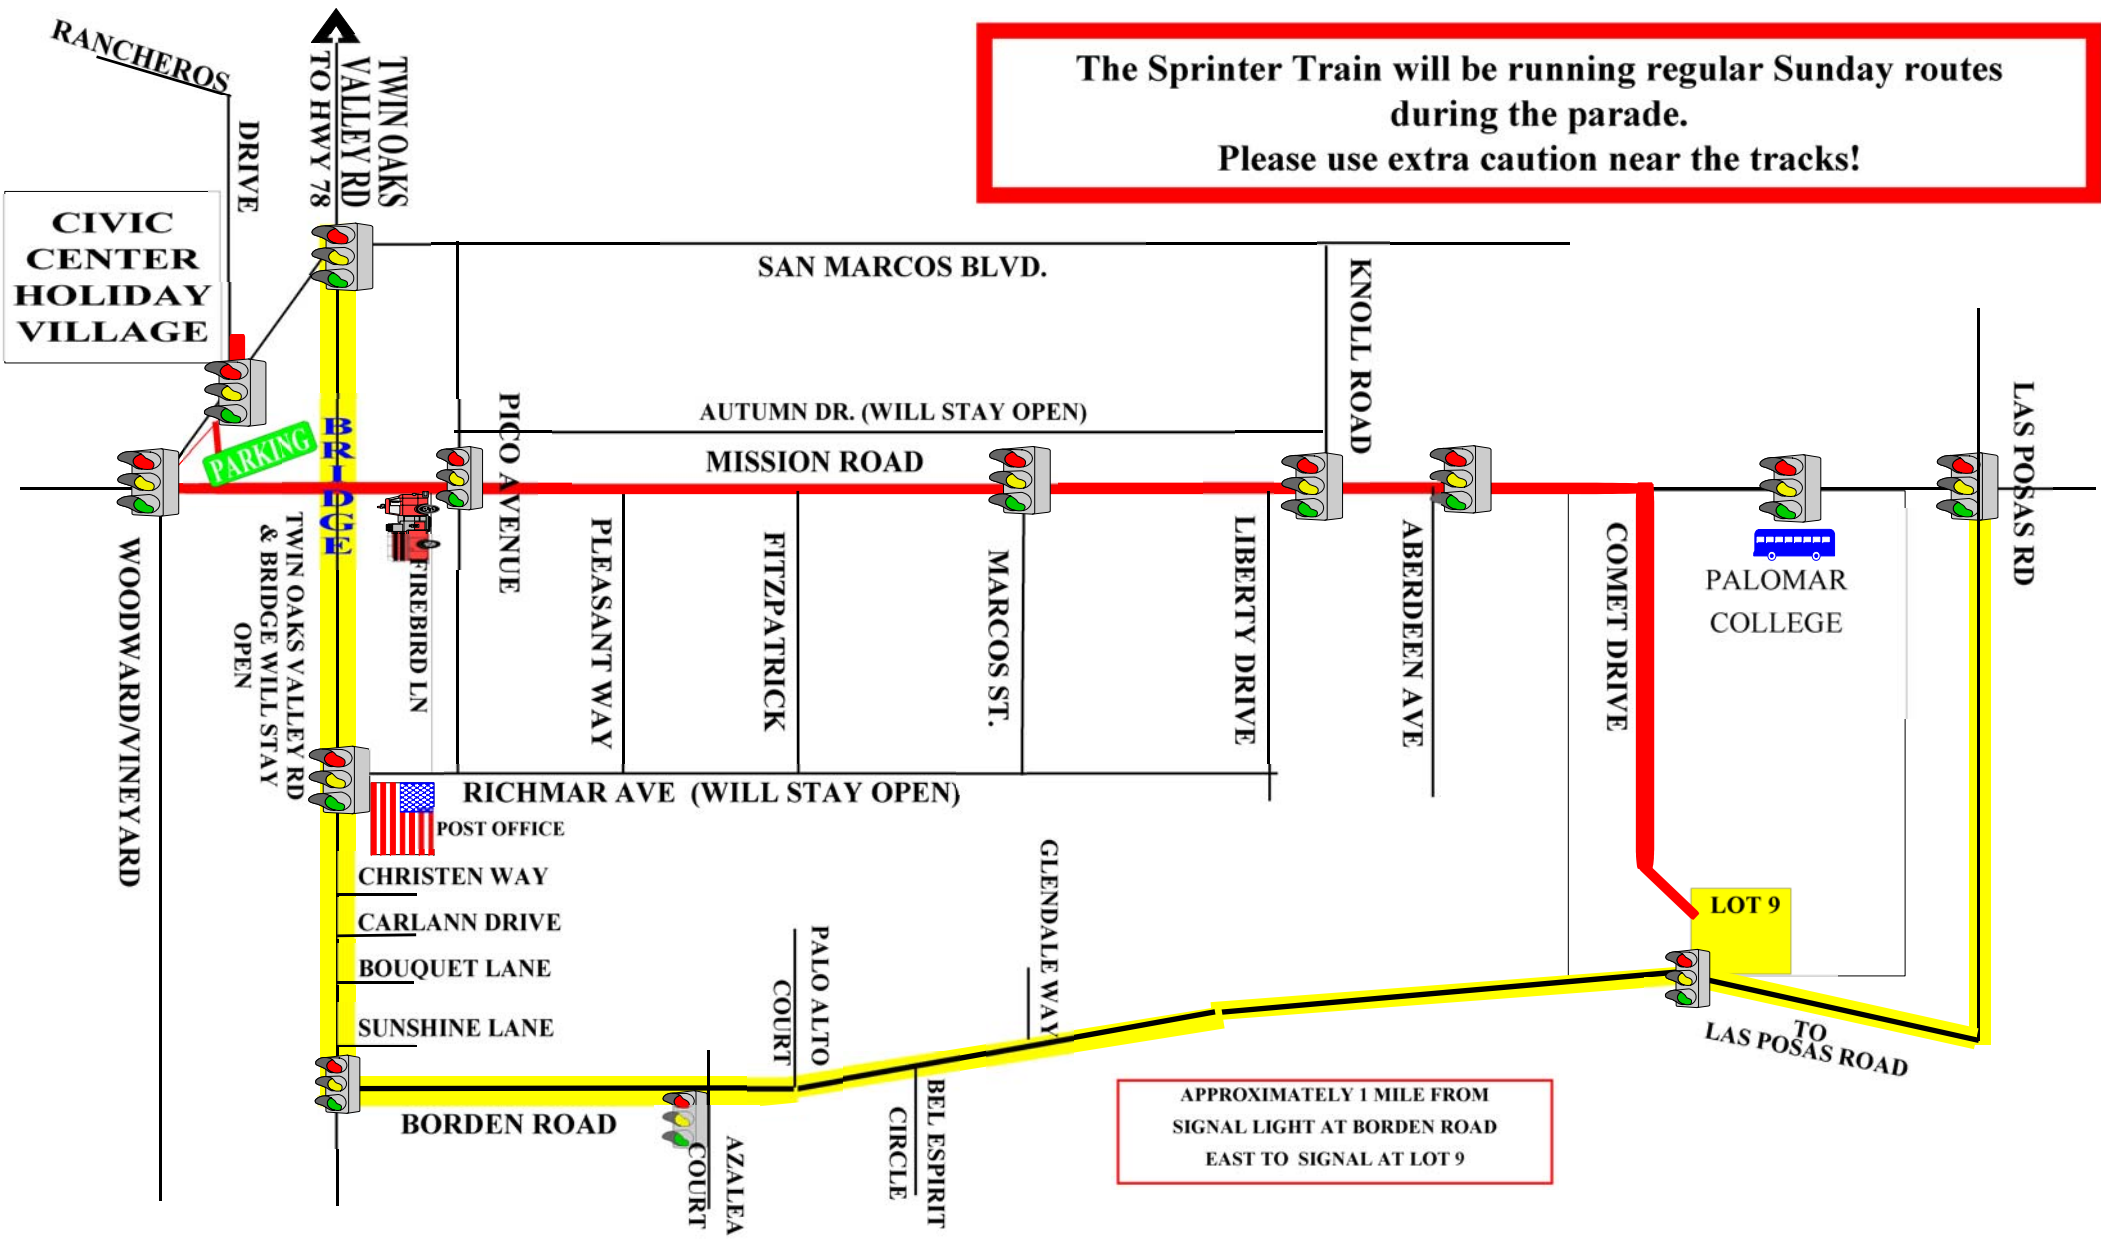 RANCHEROS
DRIVE
TO HWY 78
TWIN OAKS
VALLEY RD
The Sprinter Train will be running regular Sunday routes
during the parade.
Please use extra caution near the tracks!
CIVIC
CENTER
HOLIDAY
VILLAGE
SAN MARCOS BLVD.
KNOLL ROAD
AUTUMN DR. (WILL STAY OPEN)
MISSION ROAD
PICO AVENUE
LAS POSAS RD
PARKING
BRIDGE
WOODWARD/VINEYARD
TWIN OAKS VALLEY RD
& BRIDGE WILL STAY
OPEN
FIREBIRD LN
PLEASANT WAY
FITZPATRICK
MARCOS ST.
LIBERTY DRIVE
ABERDEEN AVE
COMET DRIVE
PALOMAR
COLLEGE
RICHMAR AVE (WILL STAY OPEN)
POST OFFICE
CHRISTEN WAY
CARLANN DRIVE
BOUQUET LANE
SUNSHINE LANE
GLENDALE WAY
PALO ALTO
COURT
LOT 9
TO
LAS POSAS ROAD
BORDEN ROAD
AZALEA
COURT
BEL ESPIRIT
CIRCLE
APPROXIMATELY 1 MILE FROM
SIGNAL LIGHT AT BORDEN ROAD
EAST TO SIGNAL AT LOT 9